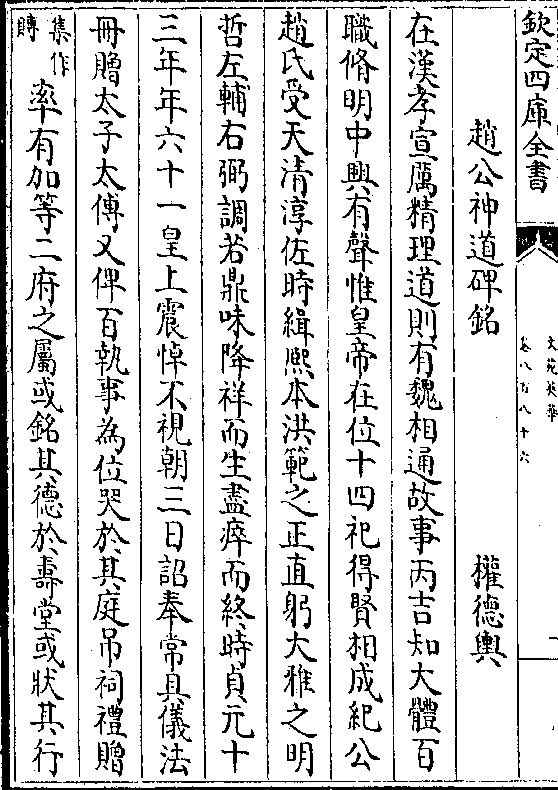 欽定四庫全書
文苑英華
卷八百八十六
一
趙公神道碑銘 權德輿
在漢孝宣厲精理道則有魏相通故事丙吉知大體百
職脩明中興有聲惟皇帝在位十四祀得賢相成紀公
趙氏受天清淳佐時緝熙本洪範之正直躬大雅之明
哲左輔右弼調若鼎味降祥而生盡瘁而終時貞元十
三年年六十一皇上震悼不視朝三日詔奉常具儀法
冊贈太子太傅又俾百執事為位哭於其庭吊祠禮贈
集作賻率有加等二府之屬或銘其德於壽堂或狀其行